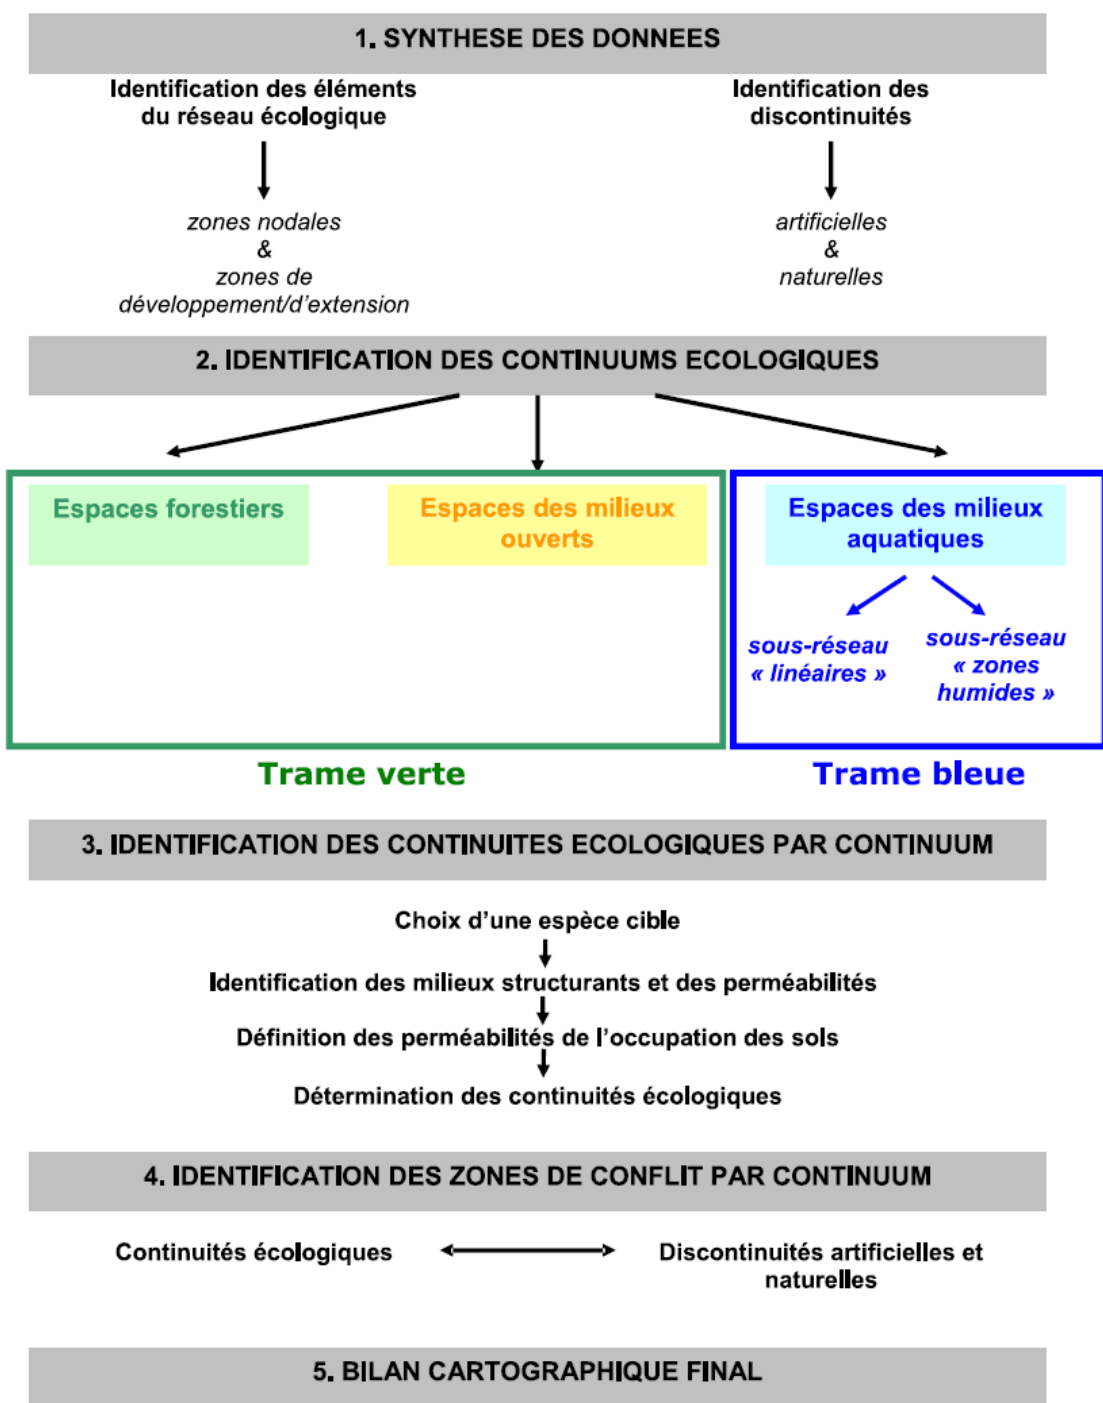 1. SYNTHESE DES DONNEES
Identification des éléments
du réseau écologique
zones nodales
&
zones de
développement/d'extension
Identification des
discontinuités
artificielles
&
naturelles
2. IDENTIFICATION DES CONTINUUMS ECOLOGIQUES
Espaces forestiers
Espaces des milieux
ouverts
Espaces des milieux
aquatiques
sous-réseau
« linéaires »
sous-réseau
« zones
humides »
Trame verte
Trame bleue
3. IDENTIFICATION DES CONTINUITES ECOLOGIQUES PAR CONTINUUM
Choix d'une espèce cible
Identification des milieux structurants et des perméabilités
Définition des perméabilités de l'occupation des sols
Détermination des continuités écologiques
4. IDENTIFICATION DES ZONES DE CONFLIT PAR CONTINUUM
Continuités écologiques
Discontinuités artificielles et
naturelles
5. BILAN CARTOGRAPHIQUE FINAL